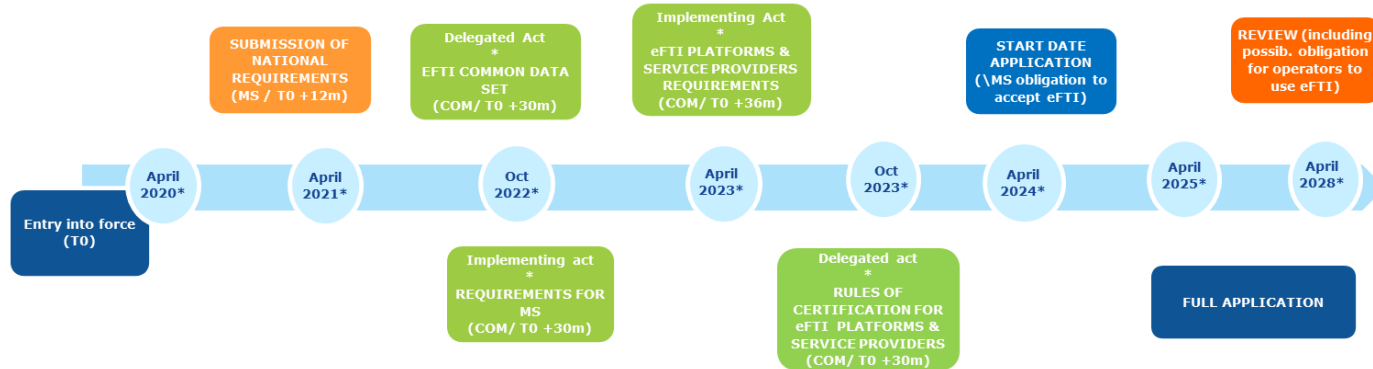 SUBMISSION OF
NATIONAL
REQUIREMENTS
(MS / T0 +12m)
Delegated Act
*
EFTI COMMON DATA
SET
(COM/ T0 +30m)
Implementing Act
*
eFTI PLATFORMS &
SERVICE PROVIDERS
REQUIREMENTS
(COM/ T0 +36m)
START DATE
APPLICATION
(\MS obligation to
accept eFTI)
REVIEW (including
possib. obligation
for operators to
use eFTI)
April
2020*
April
2021*
Oct
2022*
April
2023*
Oct
2023*
April
2024*
April
2025*
April
2028*
Entry into force
(T0)
Implementing act
*
REQUIREMENTS FOR
MS
(COM/ T0 +30m)
Delegated act
*
RULES OF
CERTIFICATION FOR
eFTI PLATFORMS &
SERVICE PROVIDERS
(COM/ T0 +30m)
FULL APPLICATION